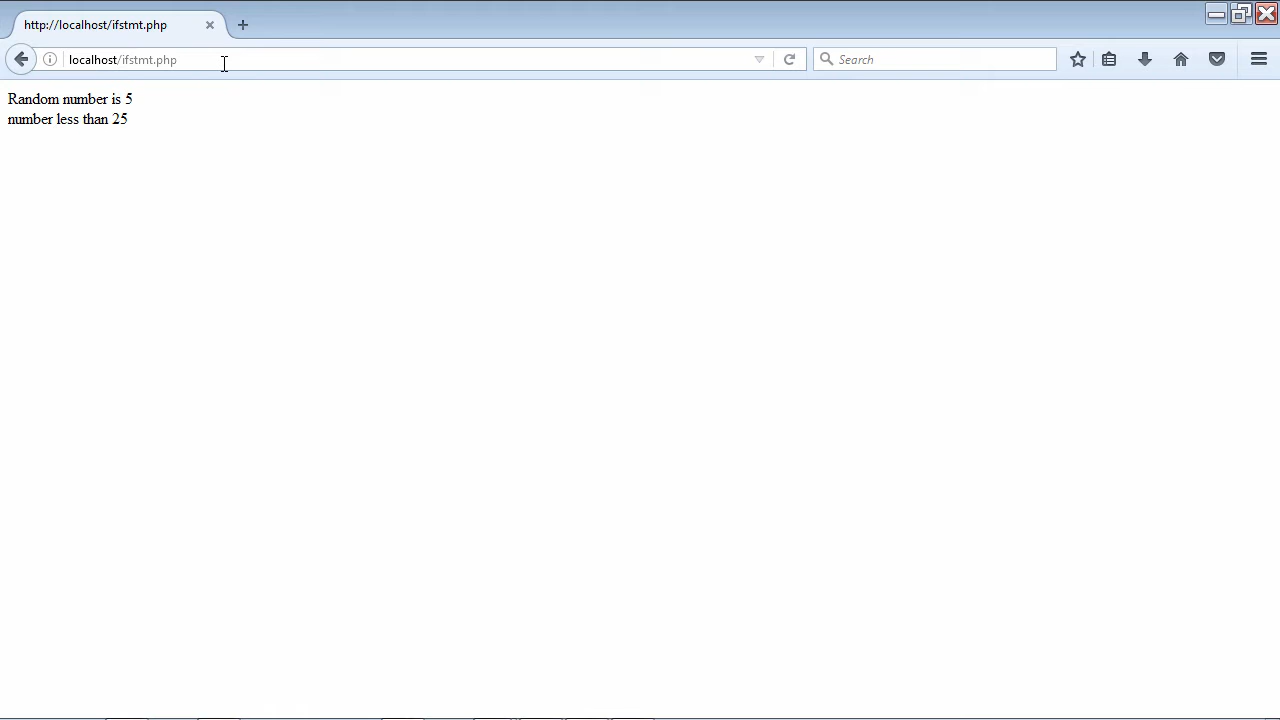 http://localhost/ifstmt.php
localhost/ifstmt.php
Search
Random number is 5
number less than 25